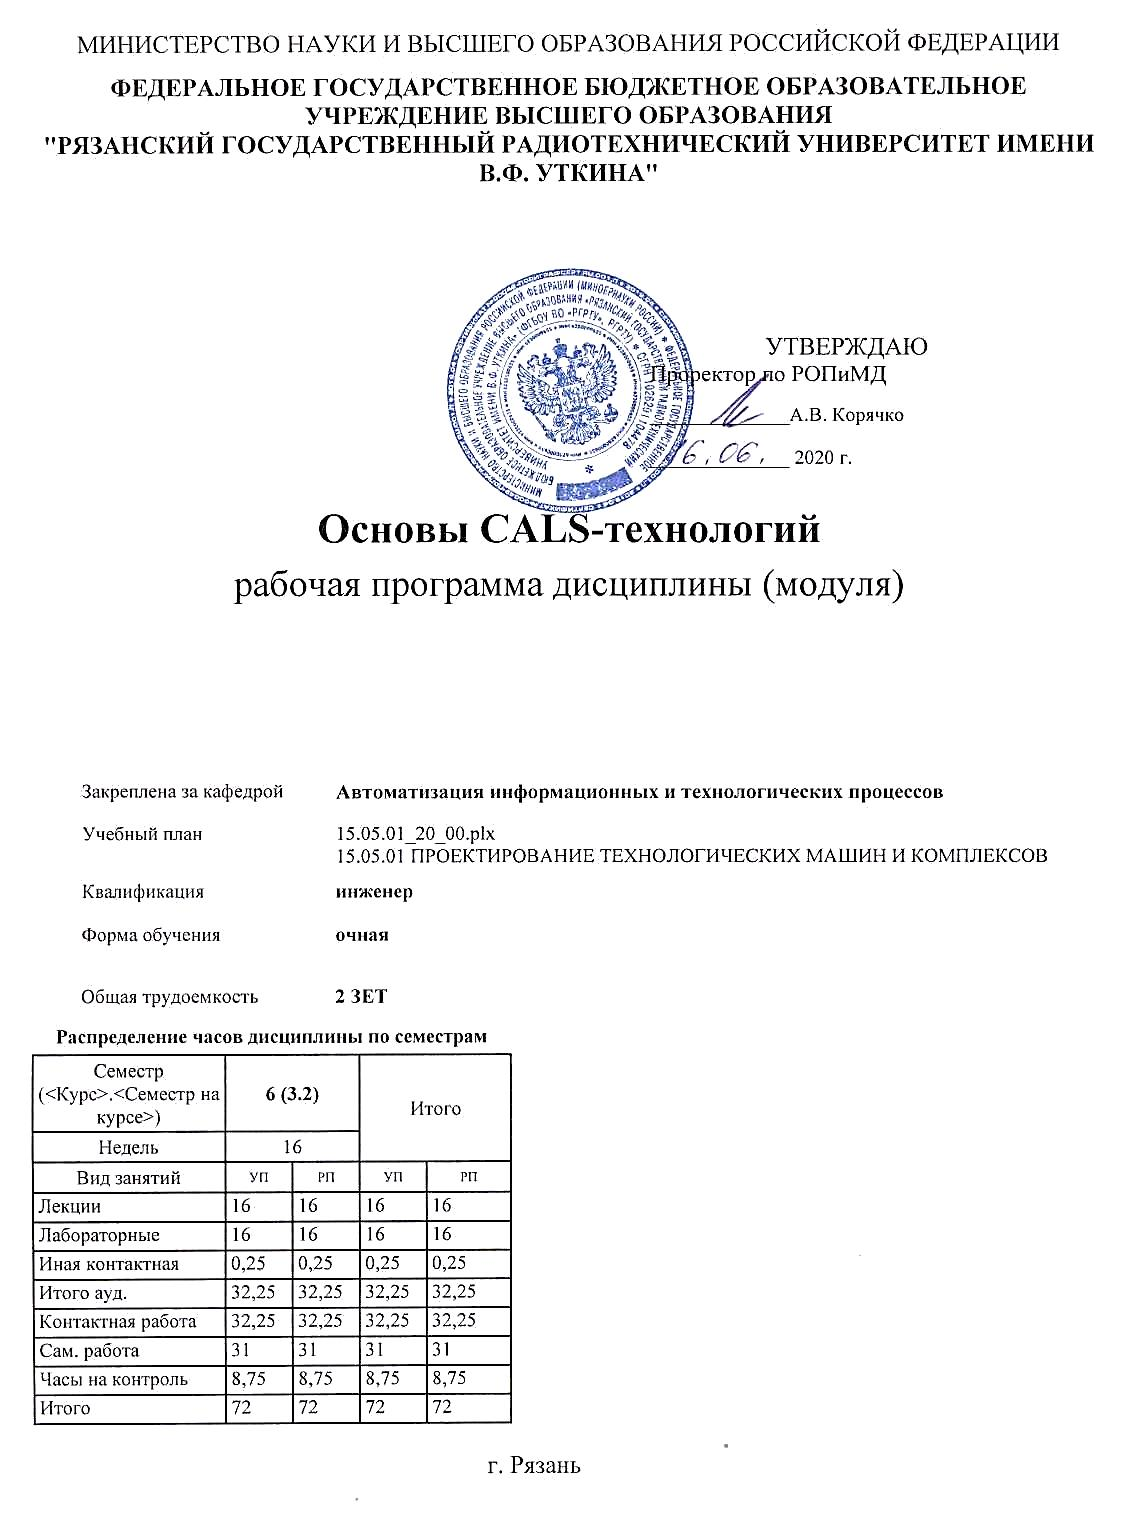 МИНИСТЕРСТВО НАУКИ И ВЫСШЕГО ОБРАЗОВАНИЯ РОССИЙСКОЙ ФЕДЕРАЦИИ
ФЕДЕРАЛЬНОЕ ГОСУДАРСТВЕННОЕ БЮДЖЕТНОЕ ОБРАЗОВАТЕЛЬНОЕ
УЧРЕЖДЕНИЕ ВЫСШЕГО ОБРАЗОВАНИЯ
"РЯЗАНСКИЙ ГОСУДАРСТВЕННЫЙ РАДИОТЕХНИЧЕСКИЙ УНИВЕРСИТЕТ ИМЕНИ
В.Ф. УТКИНА"
УТВЕРЖДАЮ
Проректор по РОПиМД
А.В. Корячко
6.06. 2020 г.
Основы CALS-технологий
рабочая программа дисциплины (модуля)
Закреплена за кафедрой Автоматизация информационных и технологических процессов
Учебный план 15.05.01_20_00.plx
15.05.01 ПРОЕКТИРОВАНИЕ ТЕХНОЛОГИЧЕСКИХ МАШИН И КОМПЛЕКСОВ
Квалификация инженер
Форма обучения очная
Общая трудоемкость 2 ЗЕТ
Распределение часов дисциплины по семестрам
Семестр
(<Курс>.<Семестр на
курсе>)
6 (3.2)
Итого
Недель 16
Вид занятий УП РП УП РП
Лекции 16 16 16 16
Лабораторные 16 16 16 16
Иная контактная 0,25 0,25 0,25 0,25
Итого ауд. 32,25 32,25 32,25 32,25
Контактная работа 32,25 32,25 32,25 32,25
Сам. работа 31 31 31 31
Часы на контроль 8,75 8,75 8,75 8,75
Итого 72 72 72 72
г. Рязань